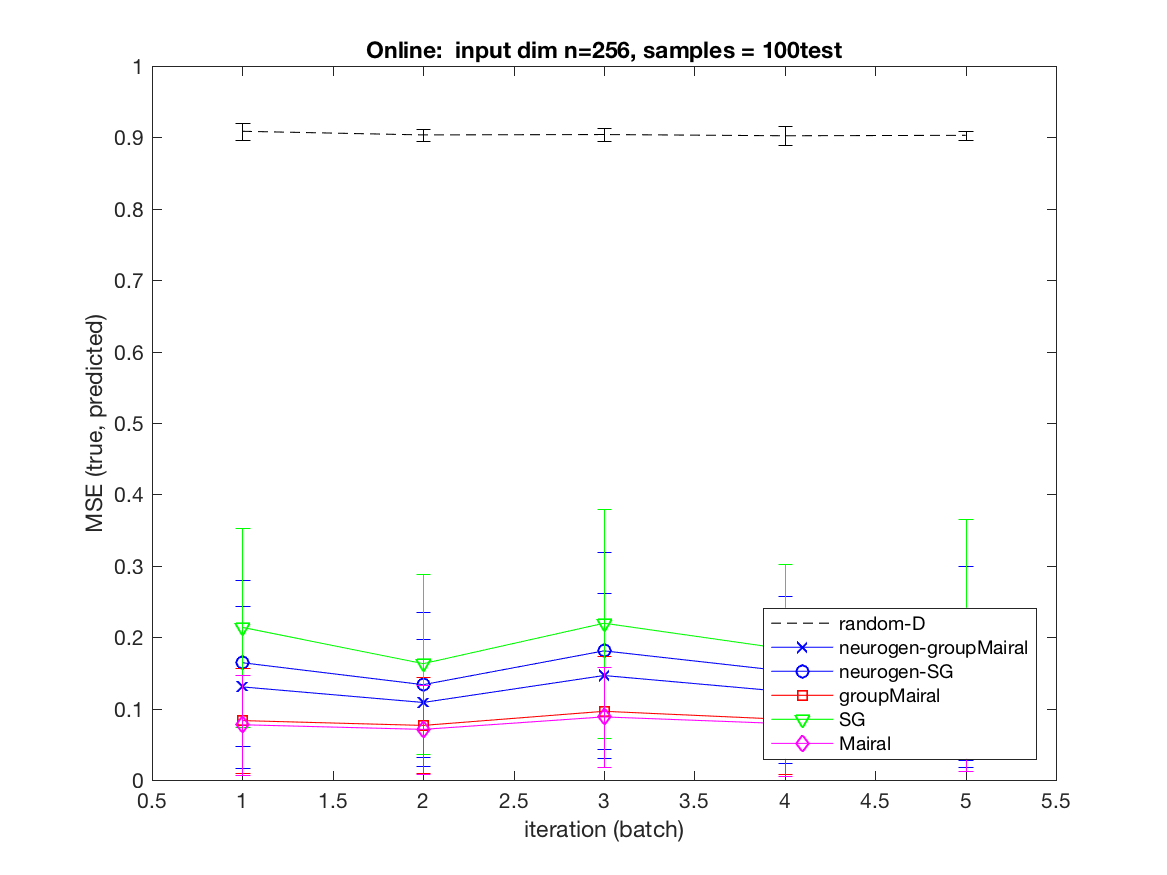 Online:  input dim n=256, samples = 100test
MSE (true, predicted)
1
0.9
0.8
0.7
0.6
0.5
0.4
0.3
0.2
0.1
0
random-D
neurogen-groupMairal
neurogen-SG
groupMairal
SG
Mairal
0.5 1 1.5 2 2.5 3 3.5 4 4.5 5 5.5
iteration (batch)